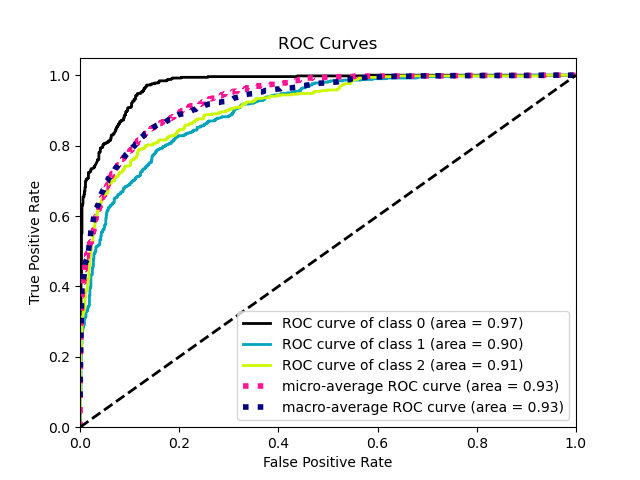 ROC Curves
True Positive Rate
1.0
0.8
0.6
0.4
0.2
0.0
ROC curve of class 0 (area = 0.97)
ROC curve of class 1 (area = 0.90)
ROC curve of class 2 (area = 0.91)
micro-average ROC curve (area = 0.93)
macro-average ROC curve (area = 0.93)
0.0 0.2 0.4 0.6 0.8 1.0
False Positive Rate